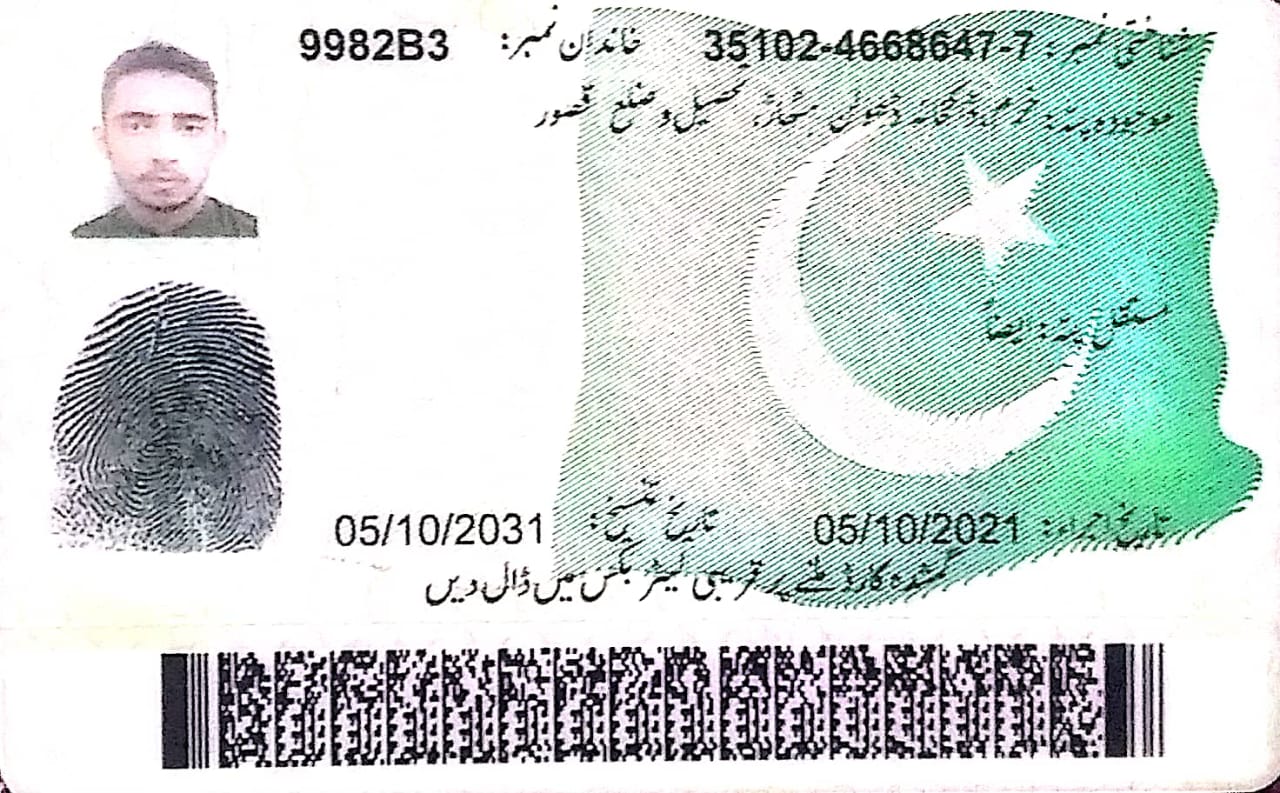 شناختی نمبر: 35102-4668647-7 خاندان نمبر: 9982B3
موجودہ پتہ: ڈاکخانہ تحصیل و ضلع قصور
مستقل پتہ: ایضاً
تاریخ اجراء: 05/10/2021 تاریخ تنسیخ: 05/10/2031
گمشدہ کارڈ ملنے پر قریبی لیٹر بکس میں ڈال دیں